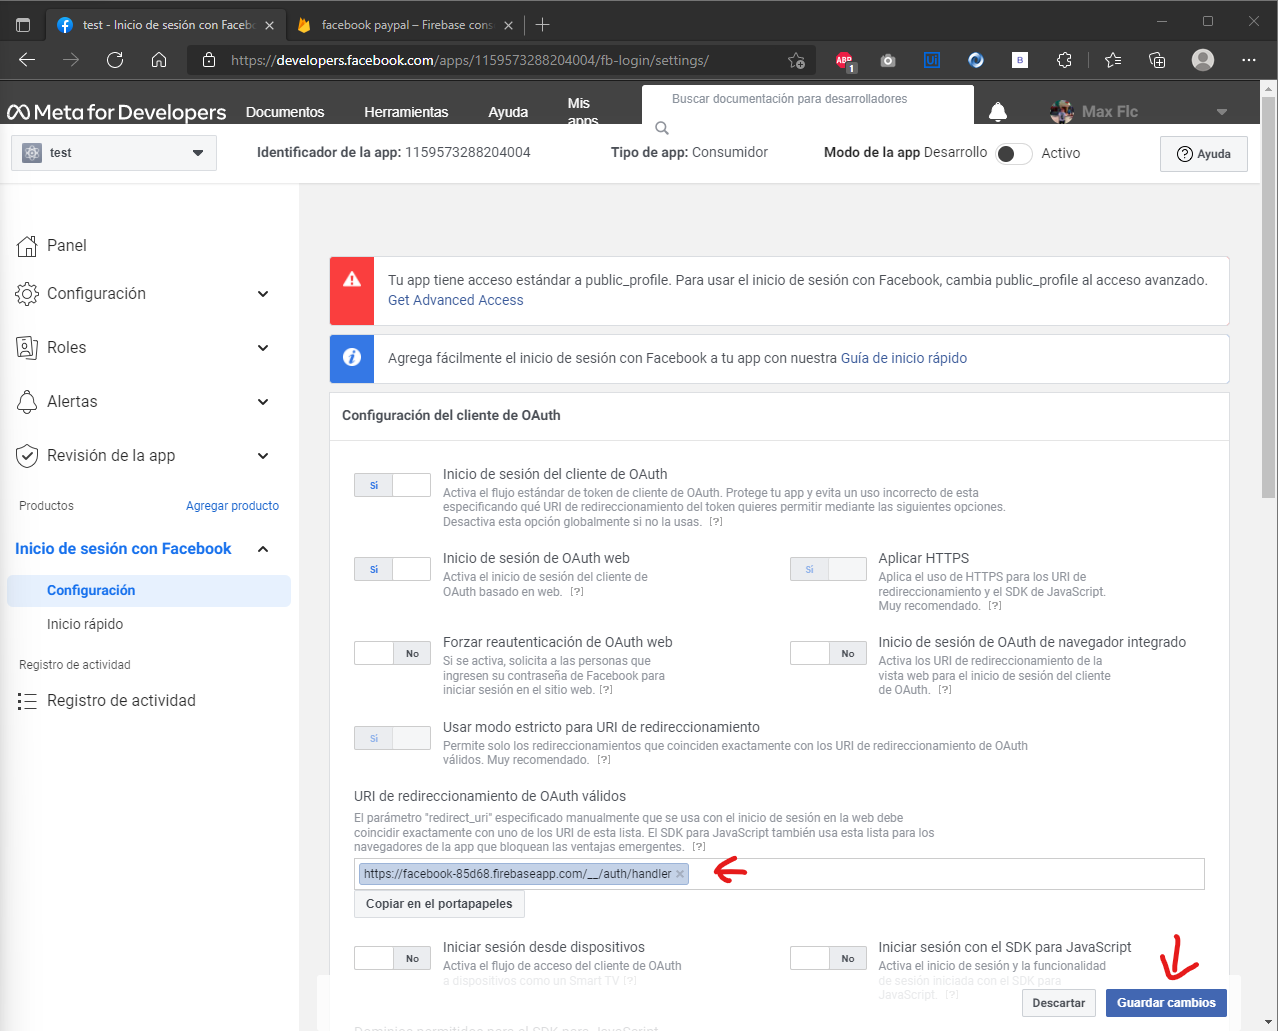 test - Inicio de sesión con Faceb
facebook paypal – Firebase cons
https://developers.facebook.com/apps/1159573288204004/fb-login/settings/
ABP
1
UI
B
Meta for Developers
Documentos
Herramientas
Ayuda
Mis
apps
Buscar documentación para desarrolladores
Max Flc
test
Identificador de la app: 1159573288204004
Tipo de app: Consumidor
Modo de la app Desarrollo
Activo
Ayuda
Panel
Configuración
Roles
Alertas
Revisión de la app
Productos
Agregar producto
Inicio de sesión con Facebook
Configuración
Inicio rápido
Registro de actividad
Registro de actividad
Tu app tiene acceso estándar a public_profile. Para usar el inicio de sesión con Facebook, cambia public_profile al acceso avanzado.
Get Advanced Access
Agrega fácilmente el inicio de sesión con Facebook a tu app con nuestra Guía de inicio rápido
Configuración del cliente de OAuth
Si
Inicio de sesión del cliente de OAuth
Activa el flujo estándar de token de cliente de OAuth. Protege tu app y evita un uso incorrecto de esta
especificando qué URI de redireccionamiento del token quieres permitir mediante las siguientes opciones.
Desactiva esta opción globalmente si no la usas. [?]
Si
Inicio de sesión de OAuth web
Activa el inicio de sesión del cliente de
OAuth basado en web. [?]
Si
Aplicar HTTPS
Aplica el uso de HTTPS para los URI de
redireccionamiento y el SDK de JavaScript.
Muy recomendado. [?]
No
Forzar reautenticación de OAuth web
Si se activa, solicita a las personas que
ingresen su contraseña de Facebook para
iniciar sesión en el sitio web. [?]
No
Inicio de sesión de OAuth de navegador integrado
Activa los URI de redireccionamiento de la
vista web para el inicio de sesión del cliente
de OAuth. [?]
Si
Usar modo estricto para URI de redireccionamiento
Permite solo los redireccionamientos que coinciden exactamente con los URI de redireccionamiento de OAuth
válidos. Muy recomendado. [?]
URI de redireccionamiento de OAuth válidos
El parámetro "redirect_uri" especificado manualmente que se usa con el inicio de sesión en la web debe
coincidir exactamente con uno de los URI de esta lista. El SDK para JavaScript también usa esta lista para los
navegadores de la app que bloquean las ventajas emergentes. [?]
https://facebook-85d68.firebaseapp.com/__/auth/handler
Copiar en el portapapeles
No
Iniciar sesión desde dispositivos
Activa el flujo de acceso del cliente de OAuth
a dispositivos como un Smart TV [?]
No
Iniciar sesión con el SDK para JavaScript
Activa el inicio de sesión y la funcionalidad
de sesión iniciada con el SDK para
JavaScript. [?]
Descartar
Guardar cambios
Dominios permitidos para el SDK para JavaScript